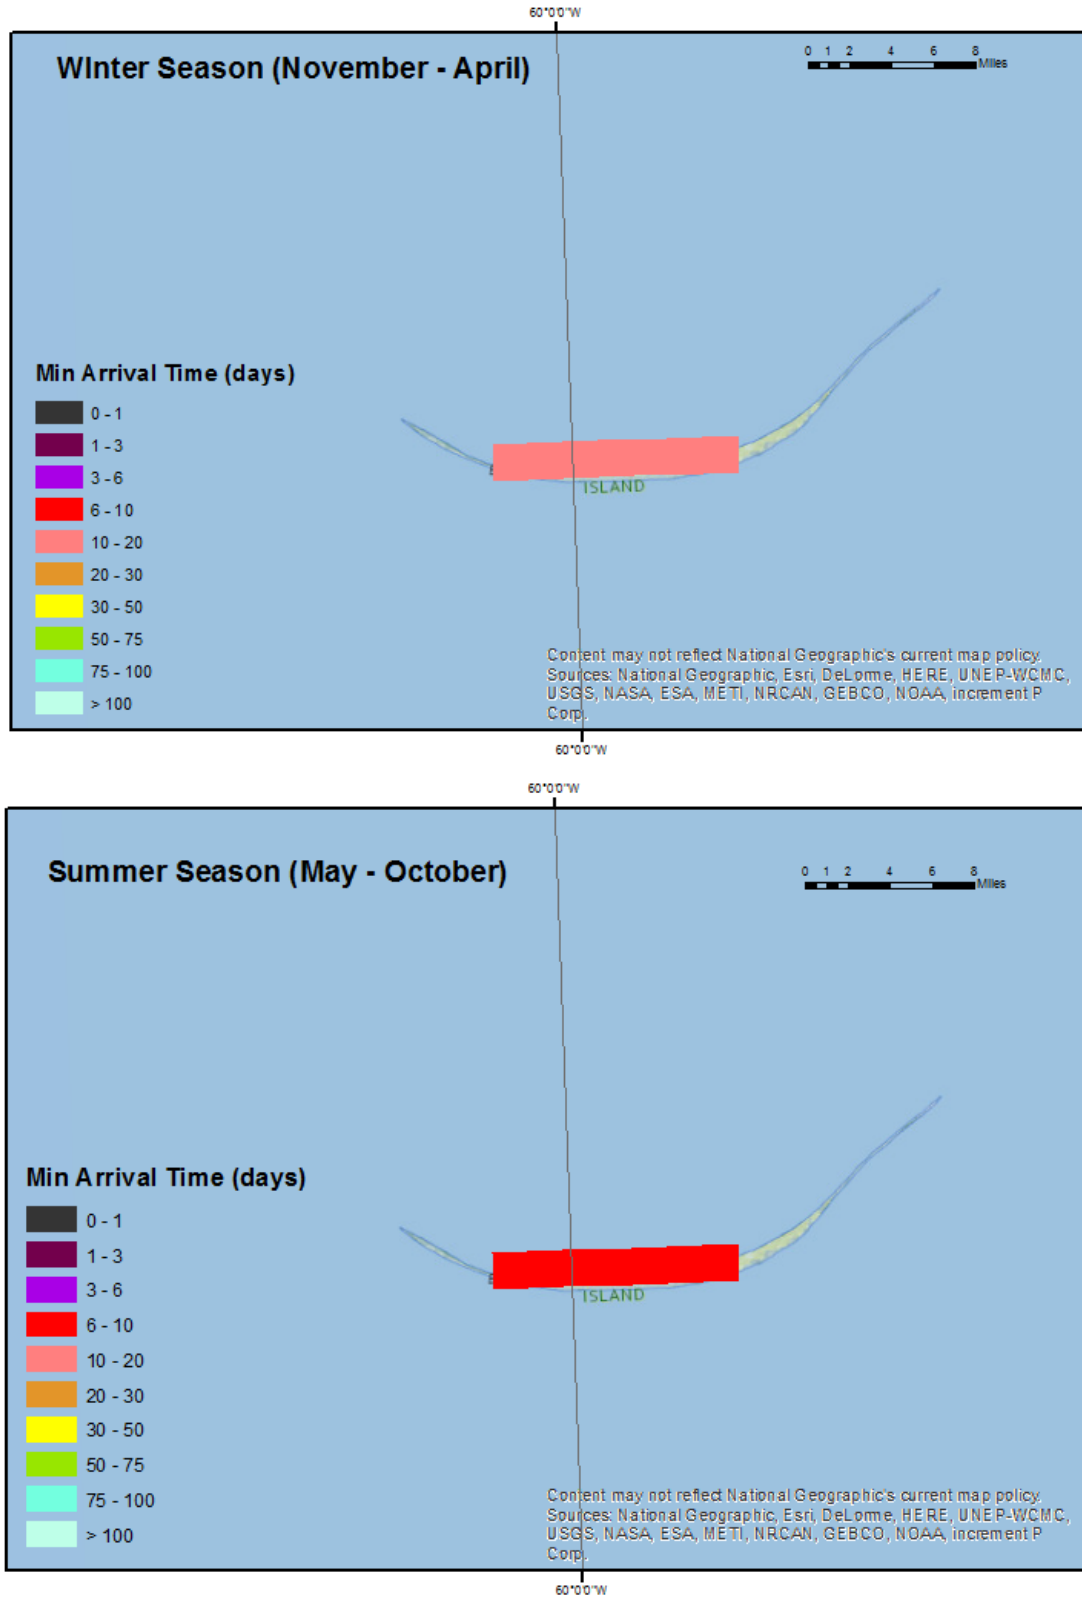 60°0'0"W
WInter Season (November - April)
0 1 2 4 6 8
Miles
Min Arrival Time (days)
0 - 1
1 - 3
3 - 6
6 - 10
10 - 20
20 - 30
30 - 50
50 - 75
75 - 100
> 100
ISLAND
Content may not reflect National Geographic's current map policy.
Sources: National Geographic, Esri, DeLorme, HERE, UNEP-WCMC,
USGS, NASA, ESA, METI, NRCAN, GEBCO, NOAA, increment P
Corp.
60°0'0"W
60°0'0"W
Summer Season (May - October)
0 1 2 4 6 8
Miles
Min Arrival Time (days)
0 - 1
1 - 3
3 - 6
6 - 10
10 - 20
20 - 30
30 - 50
50 - 75
75 - 100
> 100
ISLAND
Content may not reflect National Geographic's current map policy.
Sources: National Geographic, Esri, DeLorme, HERE, UNEP-WCMC,
USGS, NASA, ESA, METI, NRCAN, GEBCO, NOAA, increment P
Corp.
60°0'0"W